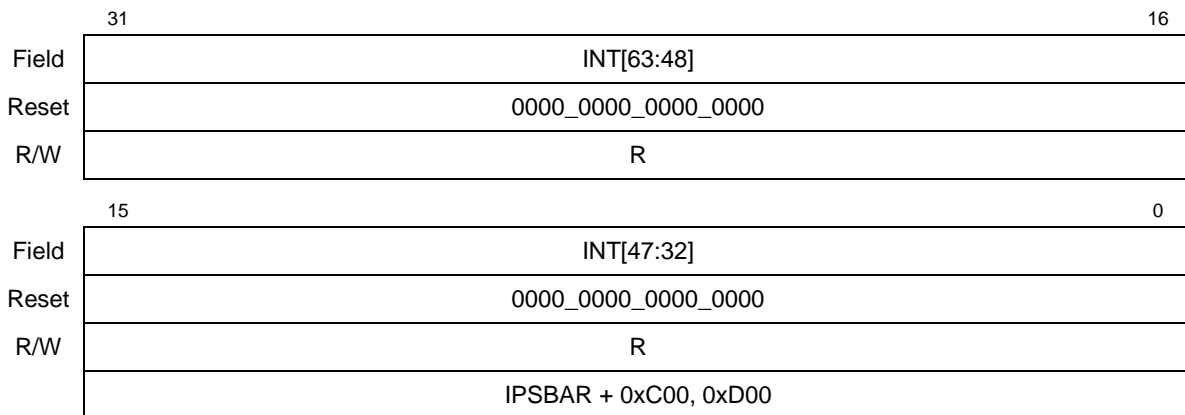 31 16
Field INT[63:48]
Reset 0000_0000_0000_0000
R/W R
15 0
Field INT[47:32]
Reset 0000_0000_0000_0000
R/W R
IPSBAR + 0xC00, 0xD00